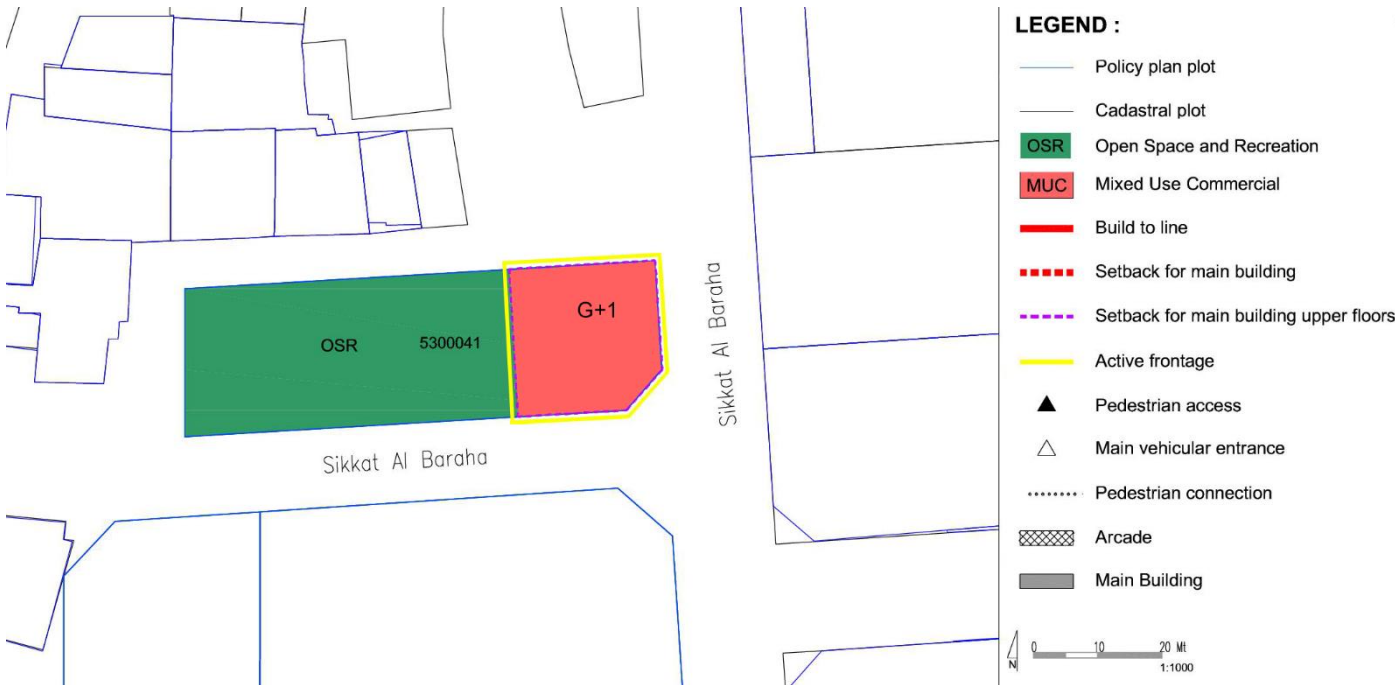 OSR
5300041
G+1
Sikkat Al Baraha
Sikkat Al Baraha
LEGEND :
Policy plan plot
Cadastral plot
OSR Open Space and Recreation
MUC Mixed Use Commercial
Build to line
Setback for main building
Setback for main building upper floors
Active frontage
Pedestrian access
Main vehicular entrance
Pedestrian connection
Arcade
Main Building
N
0 10 20 Mt
1:1000